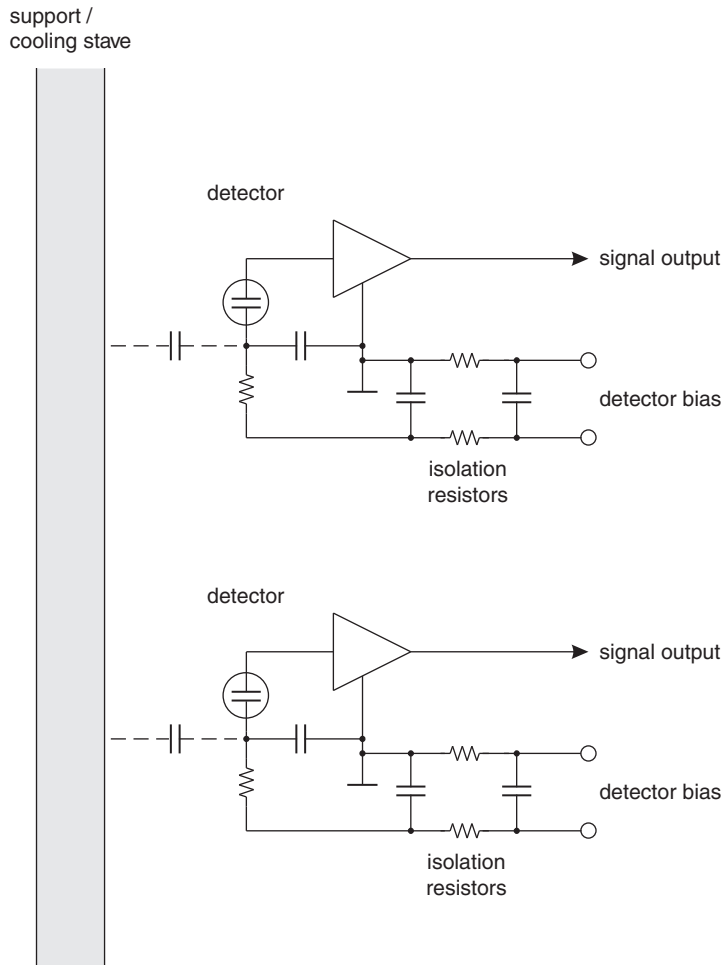 support /
cooling stave
detector
signal output
detector bias
isolation
resistors
detector
signal output
detector bias
isolation
resistors